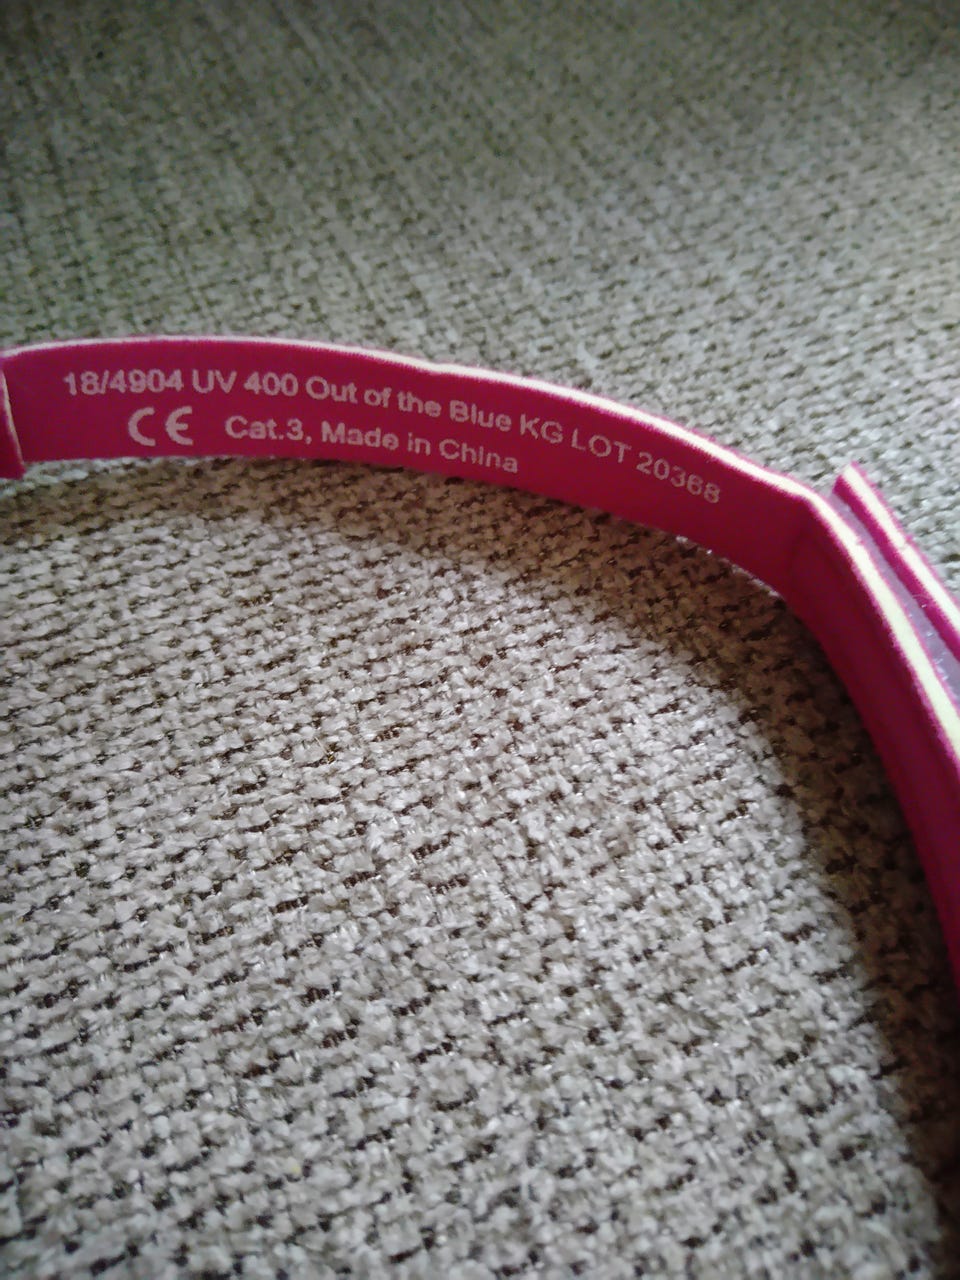 18/4904 UV 400 Out of the Blue KG LOT 20368
CE Cat.3, Made in China